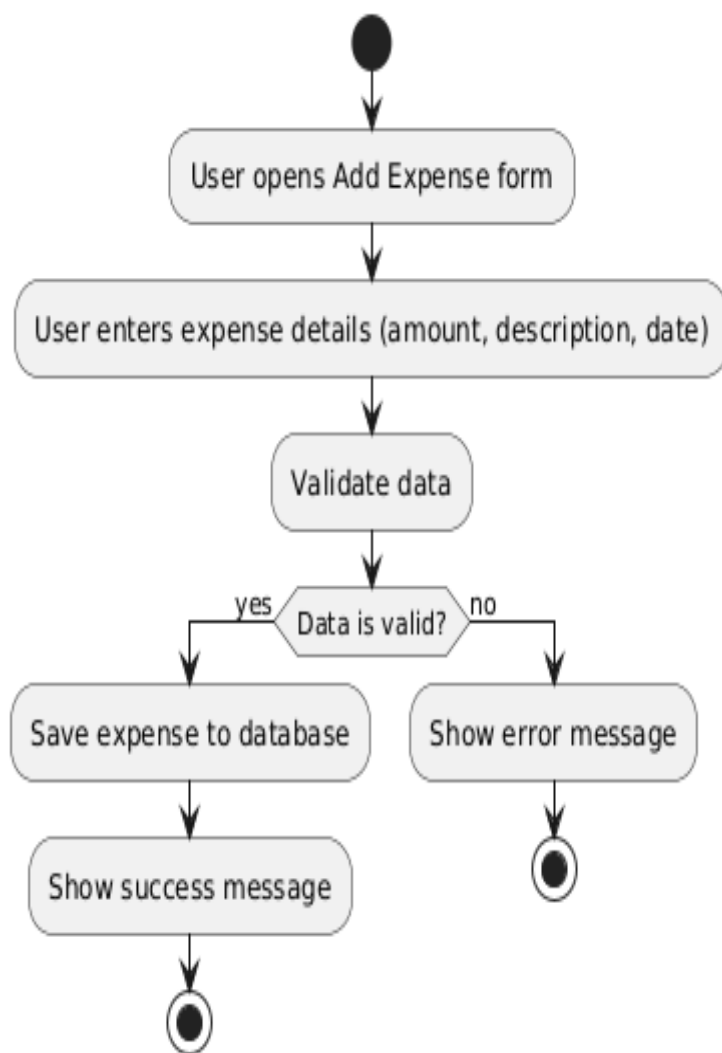 User opens Add Expense form
User enters expense details (amount, description, date)
Validate data
yes
Data is valid?
no
Save expense to database
Show error message
Show success message